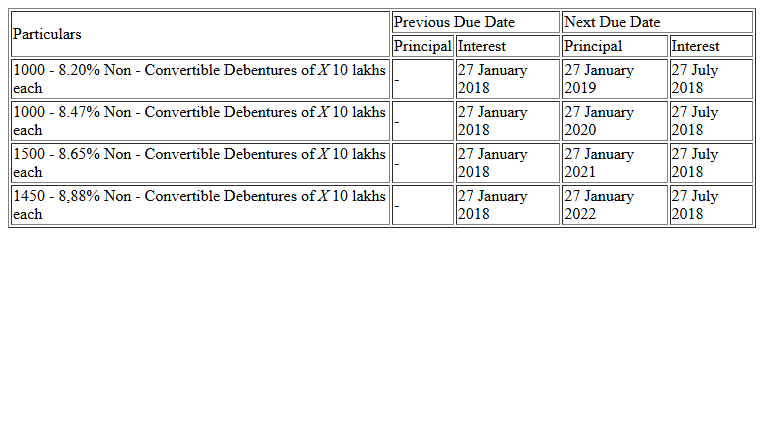 Particulars
Previous Due Date
Next Due Date
Principal
Interest
Principal
Interest
1000 - 8.20% Non - Convertible Debentures of X 10 lakhs
each
-
27 January
2018
27 January
2019
27 July
2018
1000 - 8.47% Non - Convertible Debentures of X 10 lakhs
each
-
27 January
2018
27 January
2020
27 July
2018
1500 - 8.65% Non - Convertible Debentures of X 10 lakhs
each
-
27 January
2018
27 January
2021
27 July
2018
1450 - 8,88% Non - Convertible Debentures of X 10 lakhs
each
-
27 January
2018
27 January
2022
27 July
2018